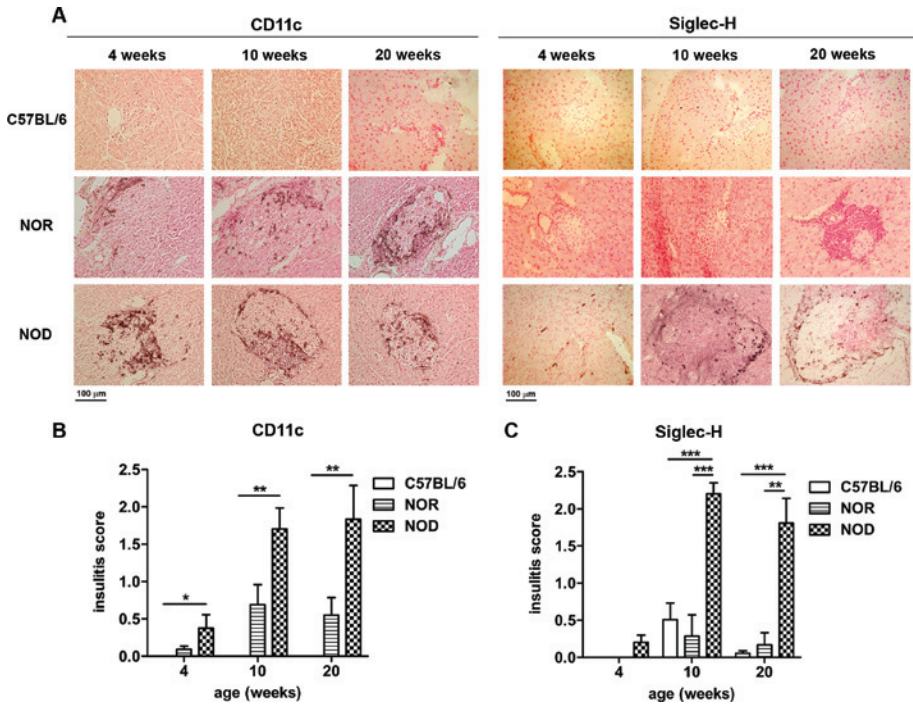 A
CD11c
Siglec-H
4 weeks 10 weeks 20 weeks
4 weeks 10 weeks 20 weeks
C57BL/6
NOR
NOD
100 µm
100 µm
B
CD11c
insulitis score
2.5
2.0
1.5
1.0
0.5
0.0
*
**
**
C57BL/6
NOR
NOD
4 10 20
age (weeks)
C
Siglec-H
insulitis score
2.5
2.0
1.5
1.0
0.5
0.0
***
***
***
**
C57BL/6
NOR
NOD
4 10 20
age (weeks)